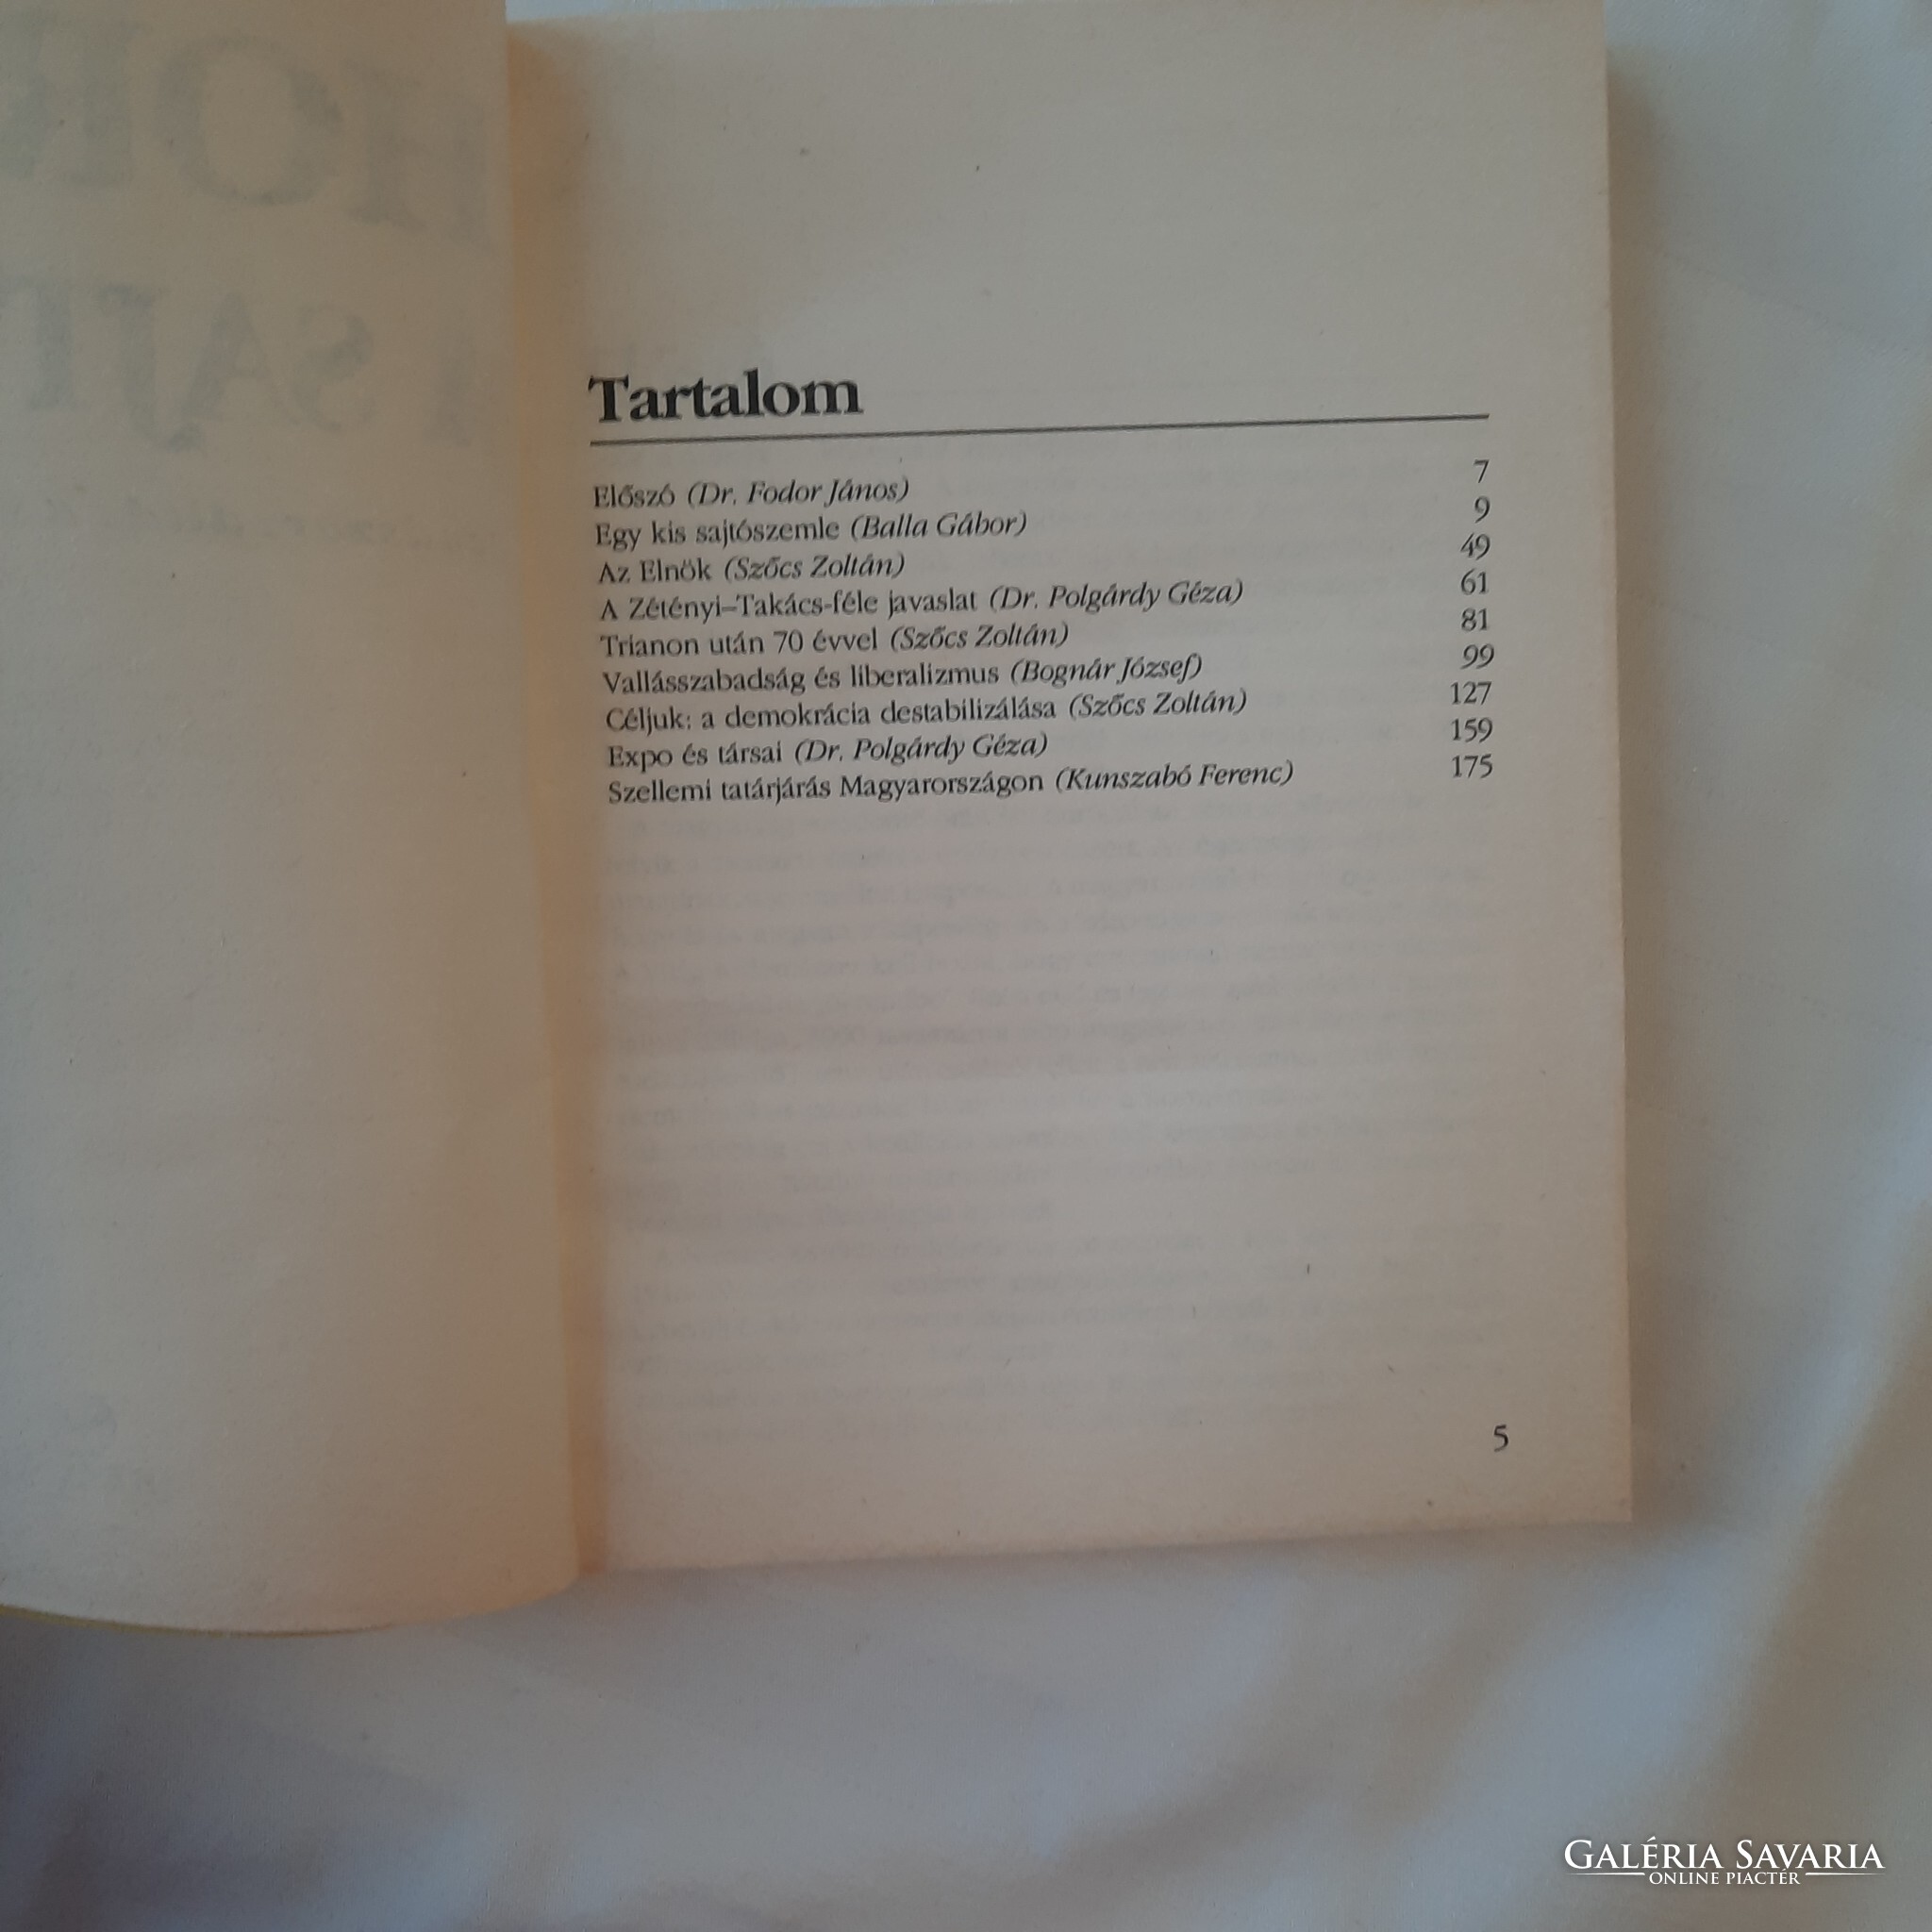 Tartalom
Előszó (Dr. Fodor János) 7
Egy kis sajtószemle (Balla Gábor) 9
Az Elnök (Szőcs Zoltán) 49
A Zétényi–Takács-féle javaslat (Dr. Polgárdy Géza) 61
Trianon után 70 évvel (Szőcs Zoltán) 81
Vallásszabadság és liberalizmus (Bognár József) 99
Céljuk: a demokrácia destabilizálása (Szőcs Zoltán) 127
Expo és társai (Dr. Polgárdy Géza) 159
Szellemi tatárjárás Magyarországon (Kunszabó Ferenc) 175
5
GALÉRIA SAVARIA
ONLINE PIACTÉR